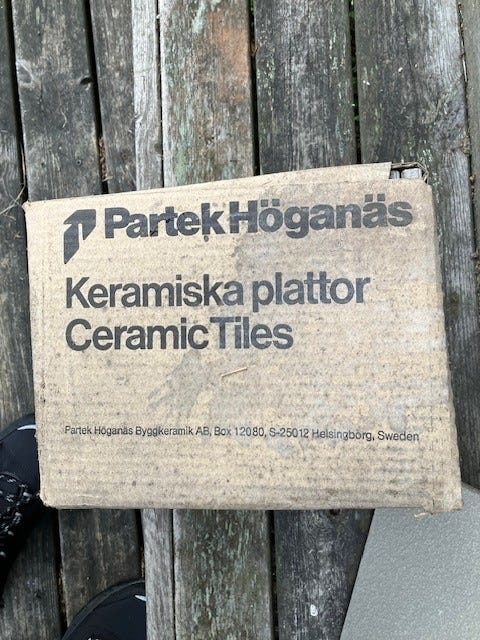 Partek Höganäs
Keramiska plattor
Ceramic Tiles
Partek Höganäs Byggkeramik AB, Box 12080, S-25012 Helsingborg, Sweden